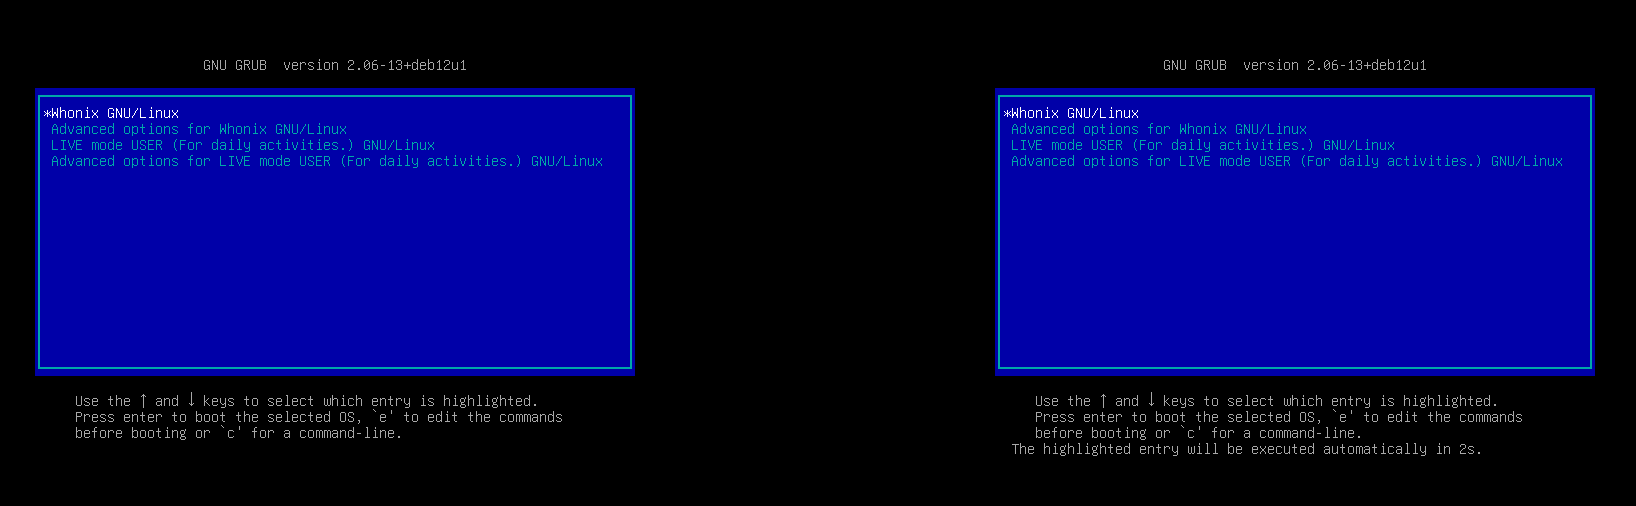 GNU GRUB  version 2.06-13+deb12u1
*Whonix GNU/Linux
Advanced options for Whonix GNU/Linux
LIVE mode USER (For daily activities.) GNU/Linux
Advanced options for LIVE mode USER (For daily activities.) GNU/Linux
Use the ↑ and ↓ keys to select which entry is highlighted.
Press enter to boot the selected OS, `e' to edit the commands
before booting or `c' for a command-line.
GNU GRUB  version 2.06-13+deb12u1
*Whonix GNU/Linux
Advanced options for Whonix GNU/Linux
LIVE mode USER (For daily activities.) GNU/Linux
Advanced options for LIVE mode USER (For daily activities.) GNU/Linux
Use the ↑ and ↓ keys to select which entry is highlighted.
Press enter to boot the selected OS, `e' to edit the commands
before booting or `c' for a command-line.
The highlighted entry will be executed automatically in 2s.